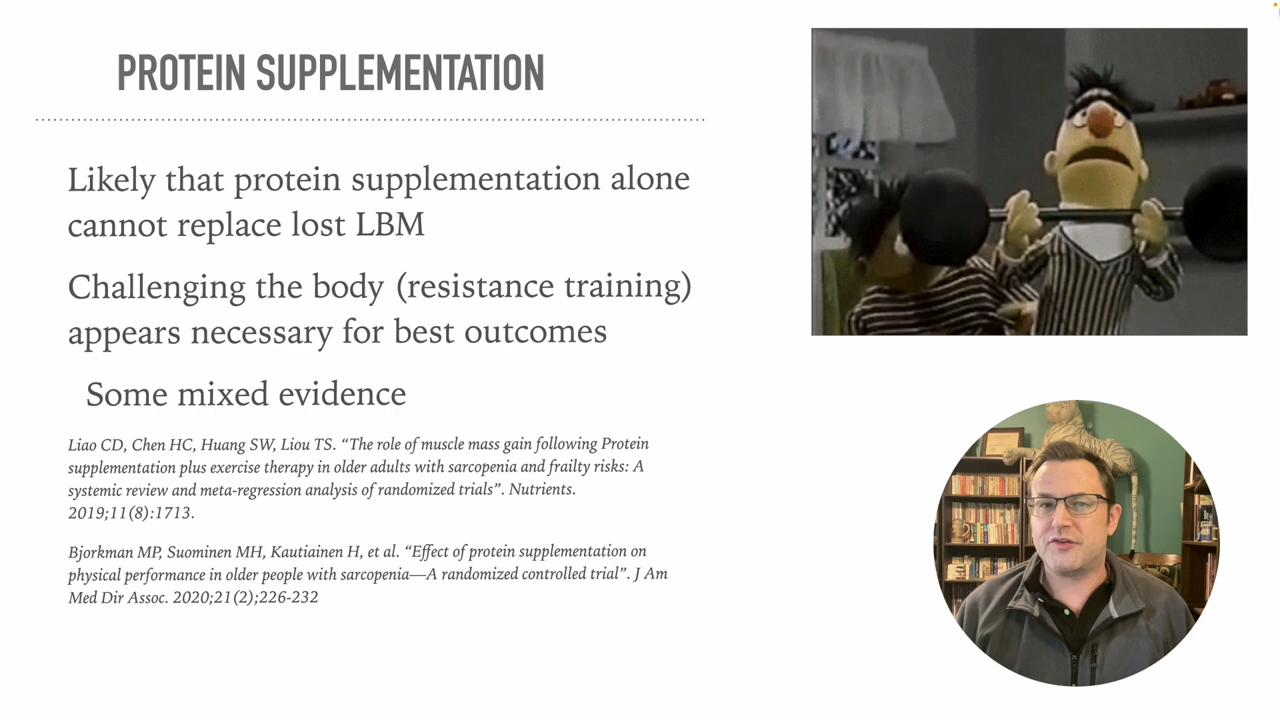 PROTEIN SUPPLEMENTATION
Likely that protein supplementation alone
cannot replace lost LBM
Challenging the body (resistance training)
appears necessary for best outcomes
Some mixed evidence
Liao CD, Chen HC, Huang SW, Liou TS. “The role of muscle mass gain following Protein
supplementation plus exercise therapy in older adults with sarcopenia and frailty risks: A
systemic review and meta-regression analysis of randomized trials”. Nutrients.
2019;11(8):1713.
Bjorkman MP, Suominen MH, Kautiainen H, et al. “Effect of protein supplementation on
physical performance in older people with sarcopenia—A randomized controlled trial”. J Am
Med Dir Assoc. 2020;21(2);226-232